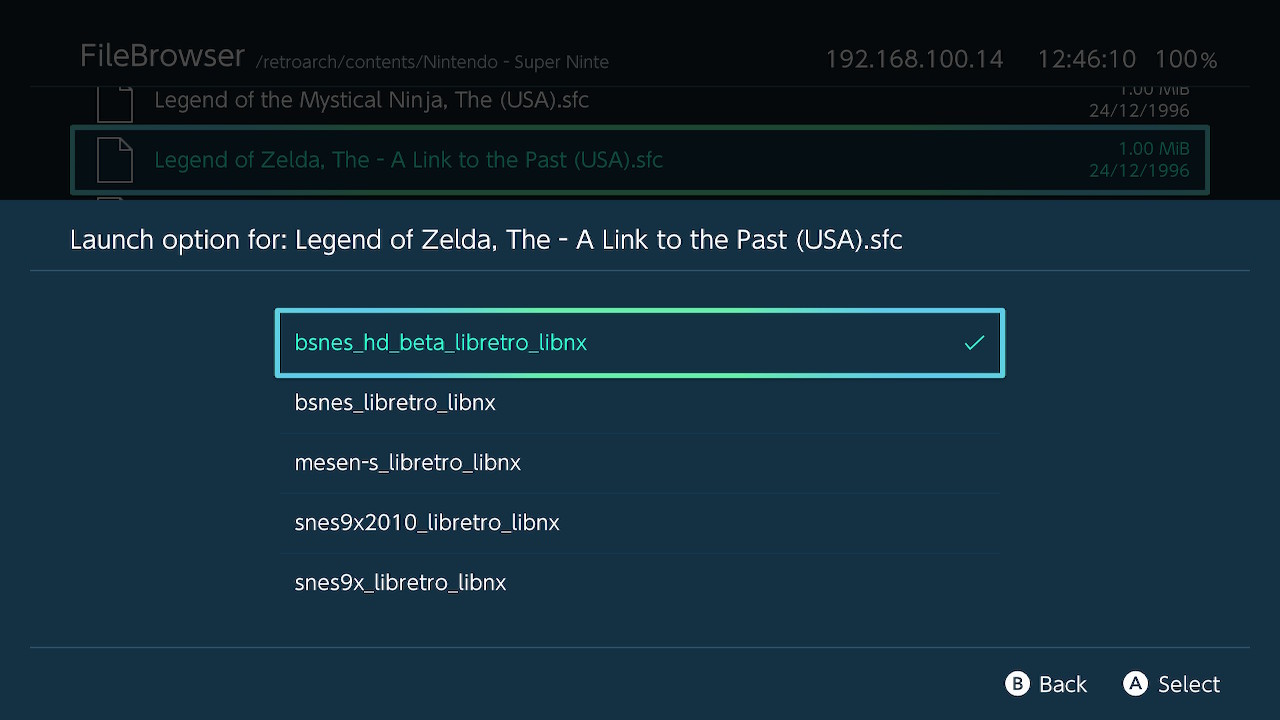 FileBrowser /retroarch/contents/Nintendo - Super Ninte 192.168.100.14 12:46:10 100%
Legend of the Mystical Ninja, The (USA).sfc 1.00 MiB
24/12/1996
Legend of Zelda, The - A Link to the Past (USA).sfc 1.00 MiB
24/12/1996
Launch option for: Legend of Zelda, The - A Link to the Past (USA).sfc
bsnes_hd_beta_libretro_libnx
bsnes_libretro_libnx
mesen-s_libretro_libnx
snes9x2010_libretro_libnx
snes9x_libretro_libnx
B Back A Select